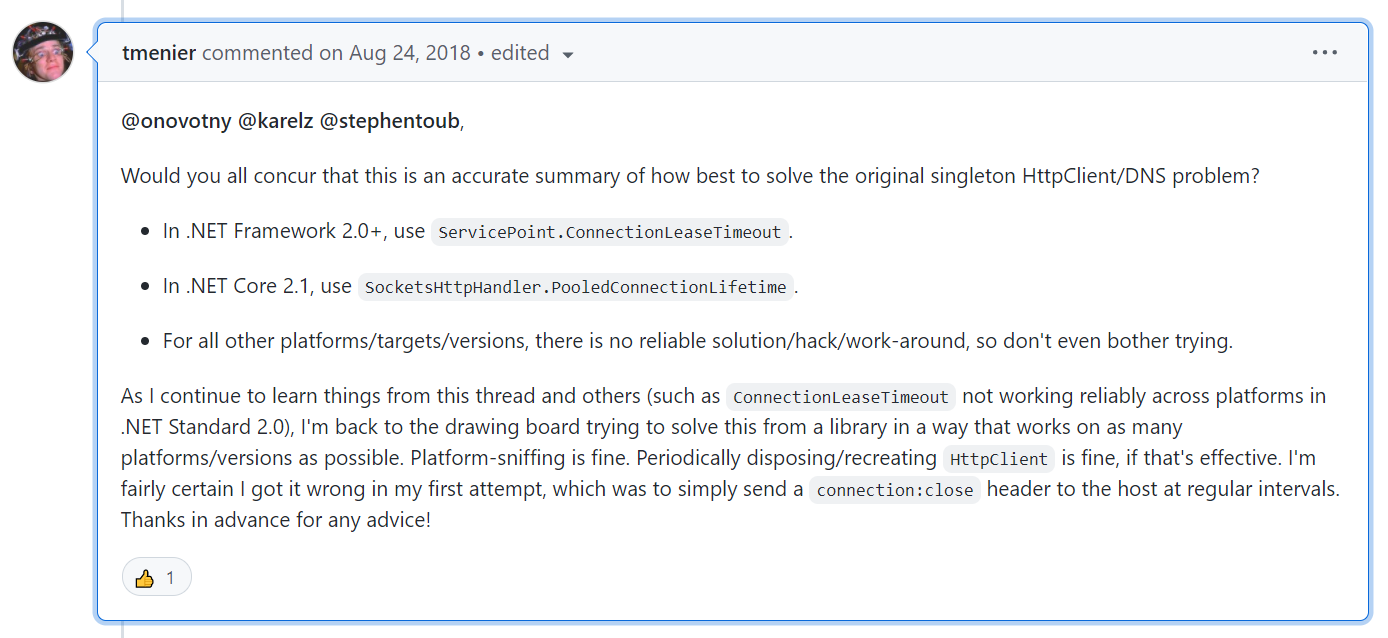 tmenier commented on Aug 24, 2018 • edited
@onovotny @karelz @stephentoub,
Would you all concur that this is an accurate summary of how best to solve the original singleton HttpClient/DNS problem?
• In .NET Framework 2.0+, use ServicePoint.ConnectionLeaseTimeout.
• In .NET Core 2.1, use SocketsHttpHandler.PooledConnectionLifetime.
• For all other platforms/targets/versions, there is no reliable solution/hack/work-around, so don't even bother trying.
As I continue to learn things from this thread and others (such as ConnectionLeaseTimeout not working reliably across platforms in
.NET Standard 2.0), I'm back to the drawing board trying to solve this from a library in a way that works on as many
platforms/versions as possible. Platform-sniffing is fine. Periodically disposing/recreating HttpClient is fine, if that's effective. I'm
fairly certain I got it wrong in my first attempt, which was to simply send a connection:close header to the host at regular intervals.
Thanks in advance for any advice!
👍 1